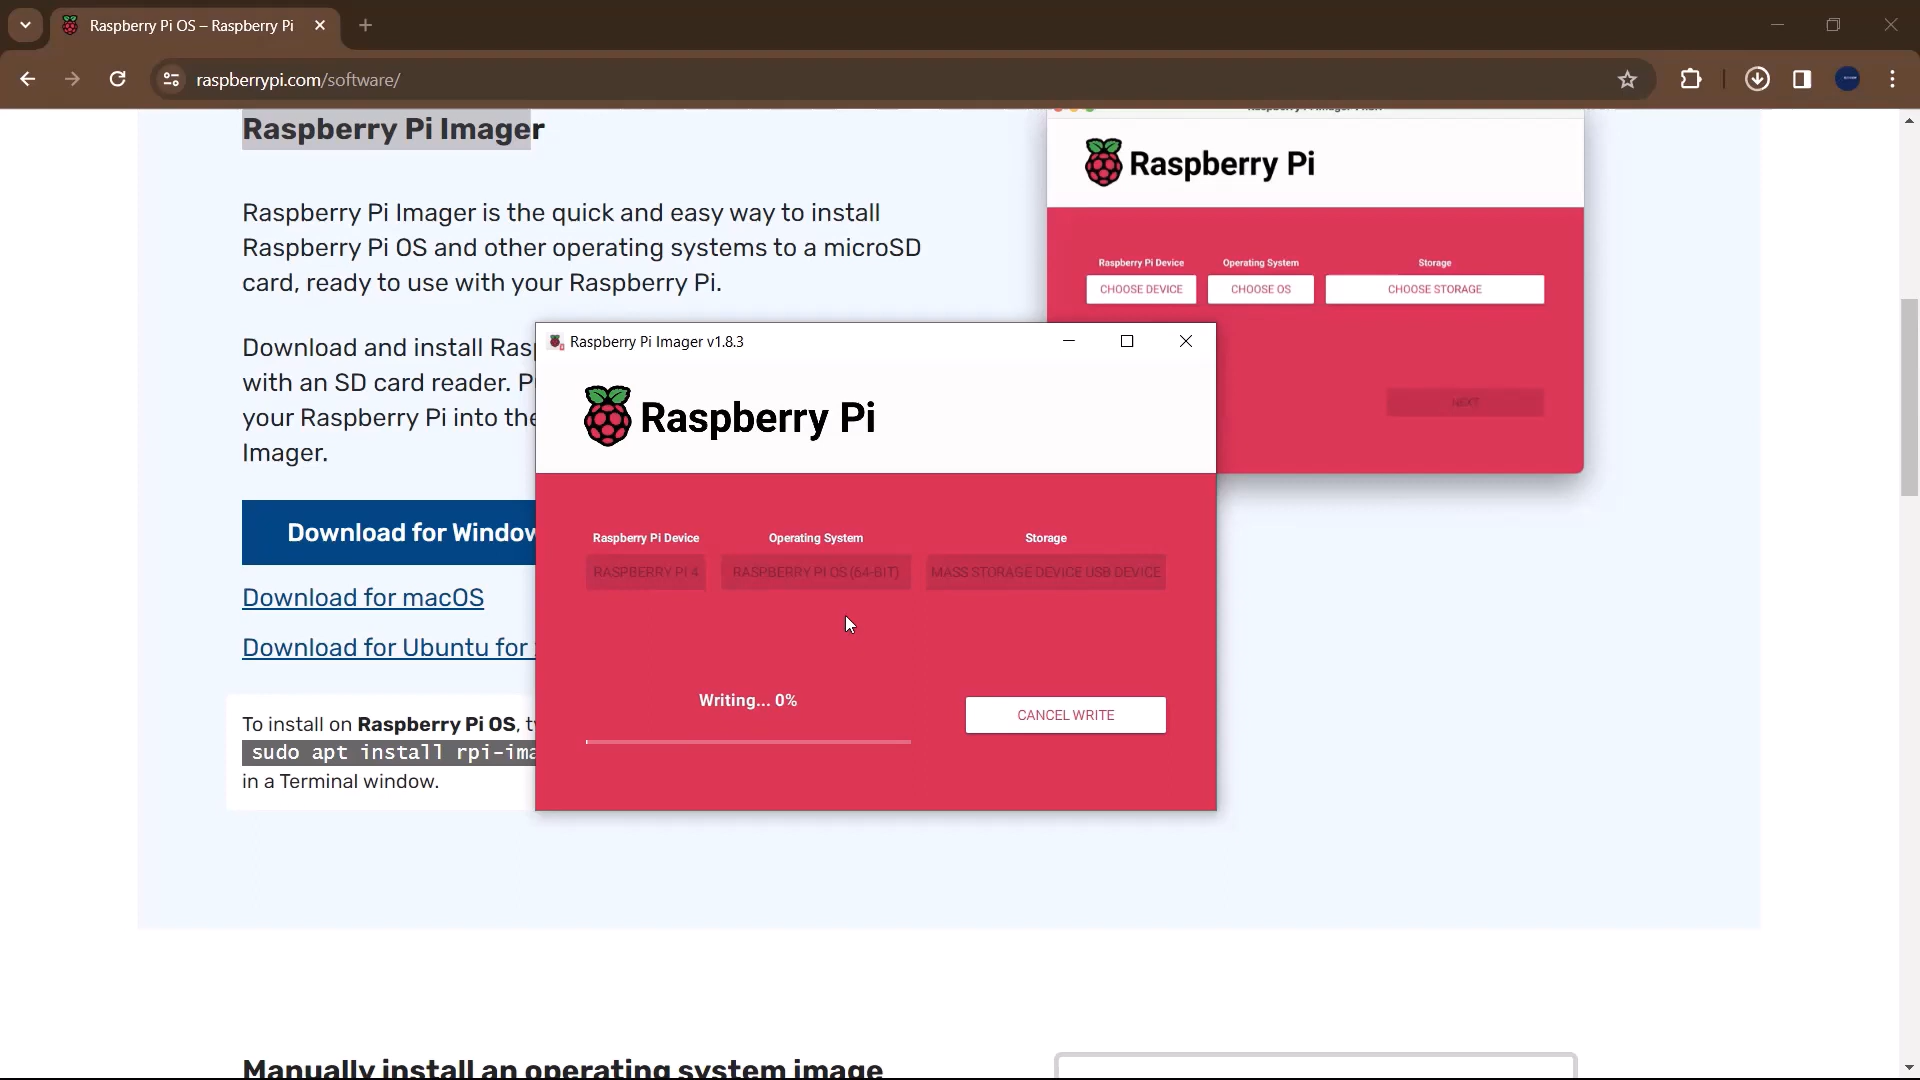 Raspberry Pi OS – Raspberry Pi
raspberrypi.com/software/
Raspberry Pi Imager
Raspberry Pi Imager is the quick and easy way to install
Raspberry Pi OS and other operating systems to a microSD
card, ready to use with your Raspberry Pi.
Download and install Rasp
with an SD card reader. P
your Raspberry Pi into the
Imager.
Download for Window
Download for macOS
Download for Ubuntu for
To install on Raspberry Pi OS, ty
sudo apt install rpi-ima
in a Terminal window.
Raspberry Pi
Raspberry Pi Device Operating System Storage
CHOOSE DEVICE CHOOSE OS CHOOSE STORAGE
NEXT
Raspberry Pi Imager v1.8.3
Raspberry Pi
Raspberry Pi Device Operating System Storage
RASPBERRY PI 4 RASPBERRY PI OS (64-BIT) MASS STORAGE DEVICE USB DEVICE
Writing... 0%
CANCEL WRITE
Manually install an operating system image